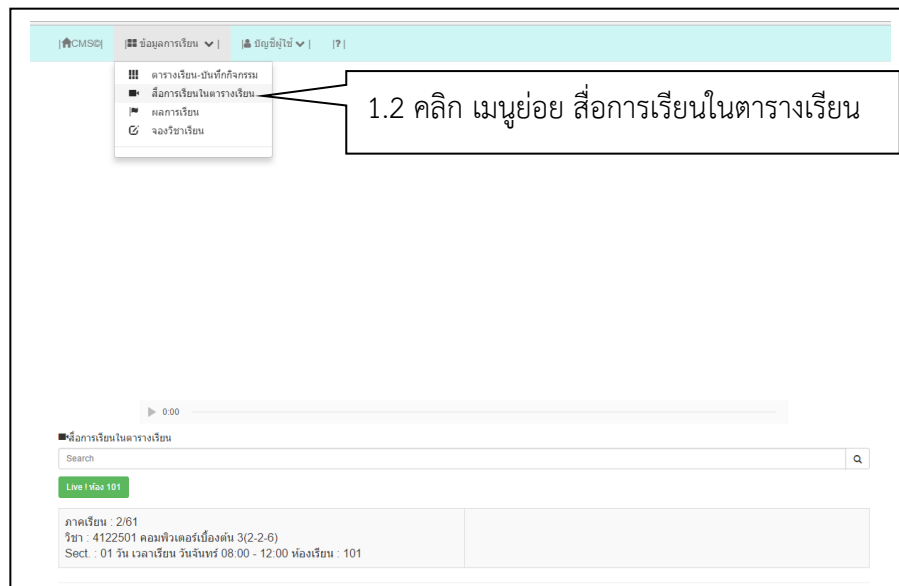 |CMS©| | ข้อมูลการเรียน | | บัญชีผู้ใช้ | |?|
ตารางเรียน-บันทึกกิจกรรม
สื่อการเรียนในตารางเรียน
ผลการเรียน
จองวิชาเรียน
1.2 คลิก เมนูย่อย สื่อการเรียนในตารางเรียน
0:00
สื่อการเรียนในตารางเรียน
Search
Live ! ห้อง 101
ภาคเรียน : 2/61
วิชา : 4122501 คอมพิวเตอร์เบื้องต้น 3(2-2-6)
Sect. : 01 วัน เวลาเรียน วันจันทร์ 08:00 - 12:00 ห้องเรียน : 101